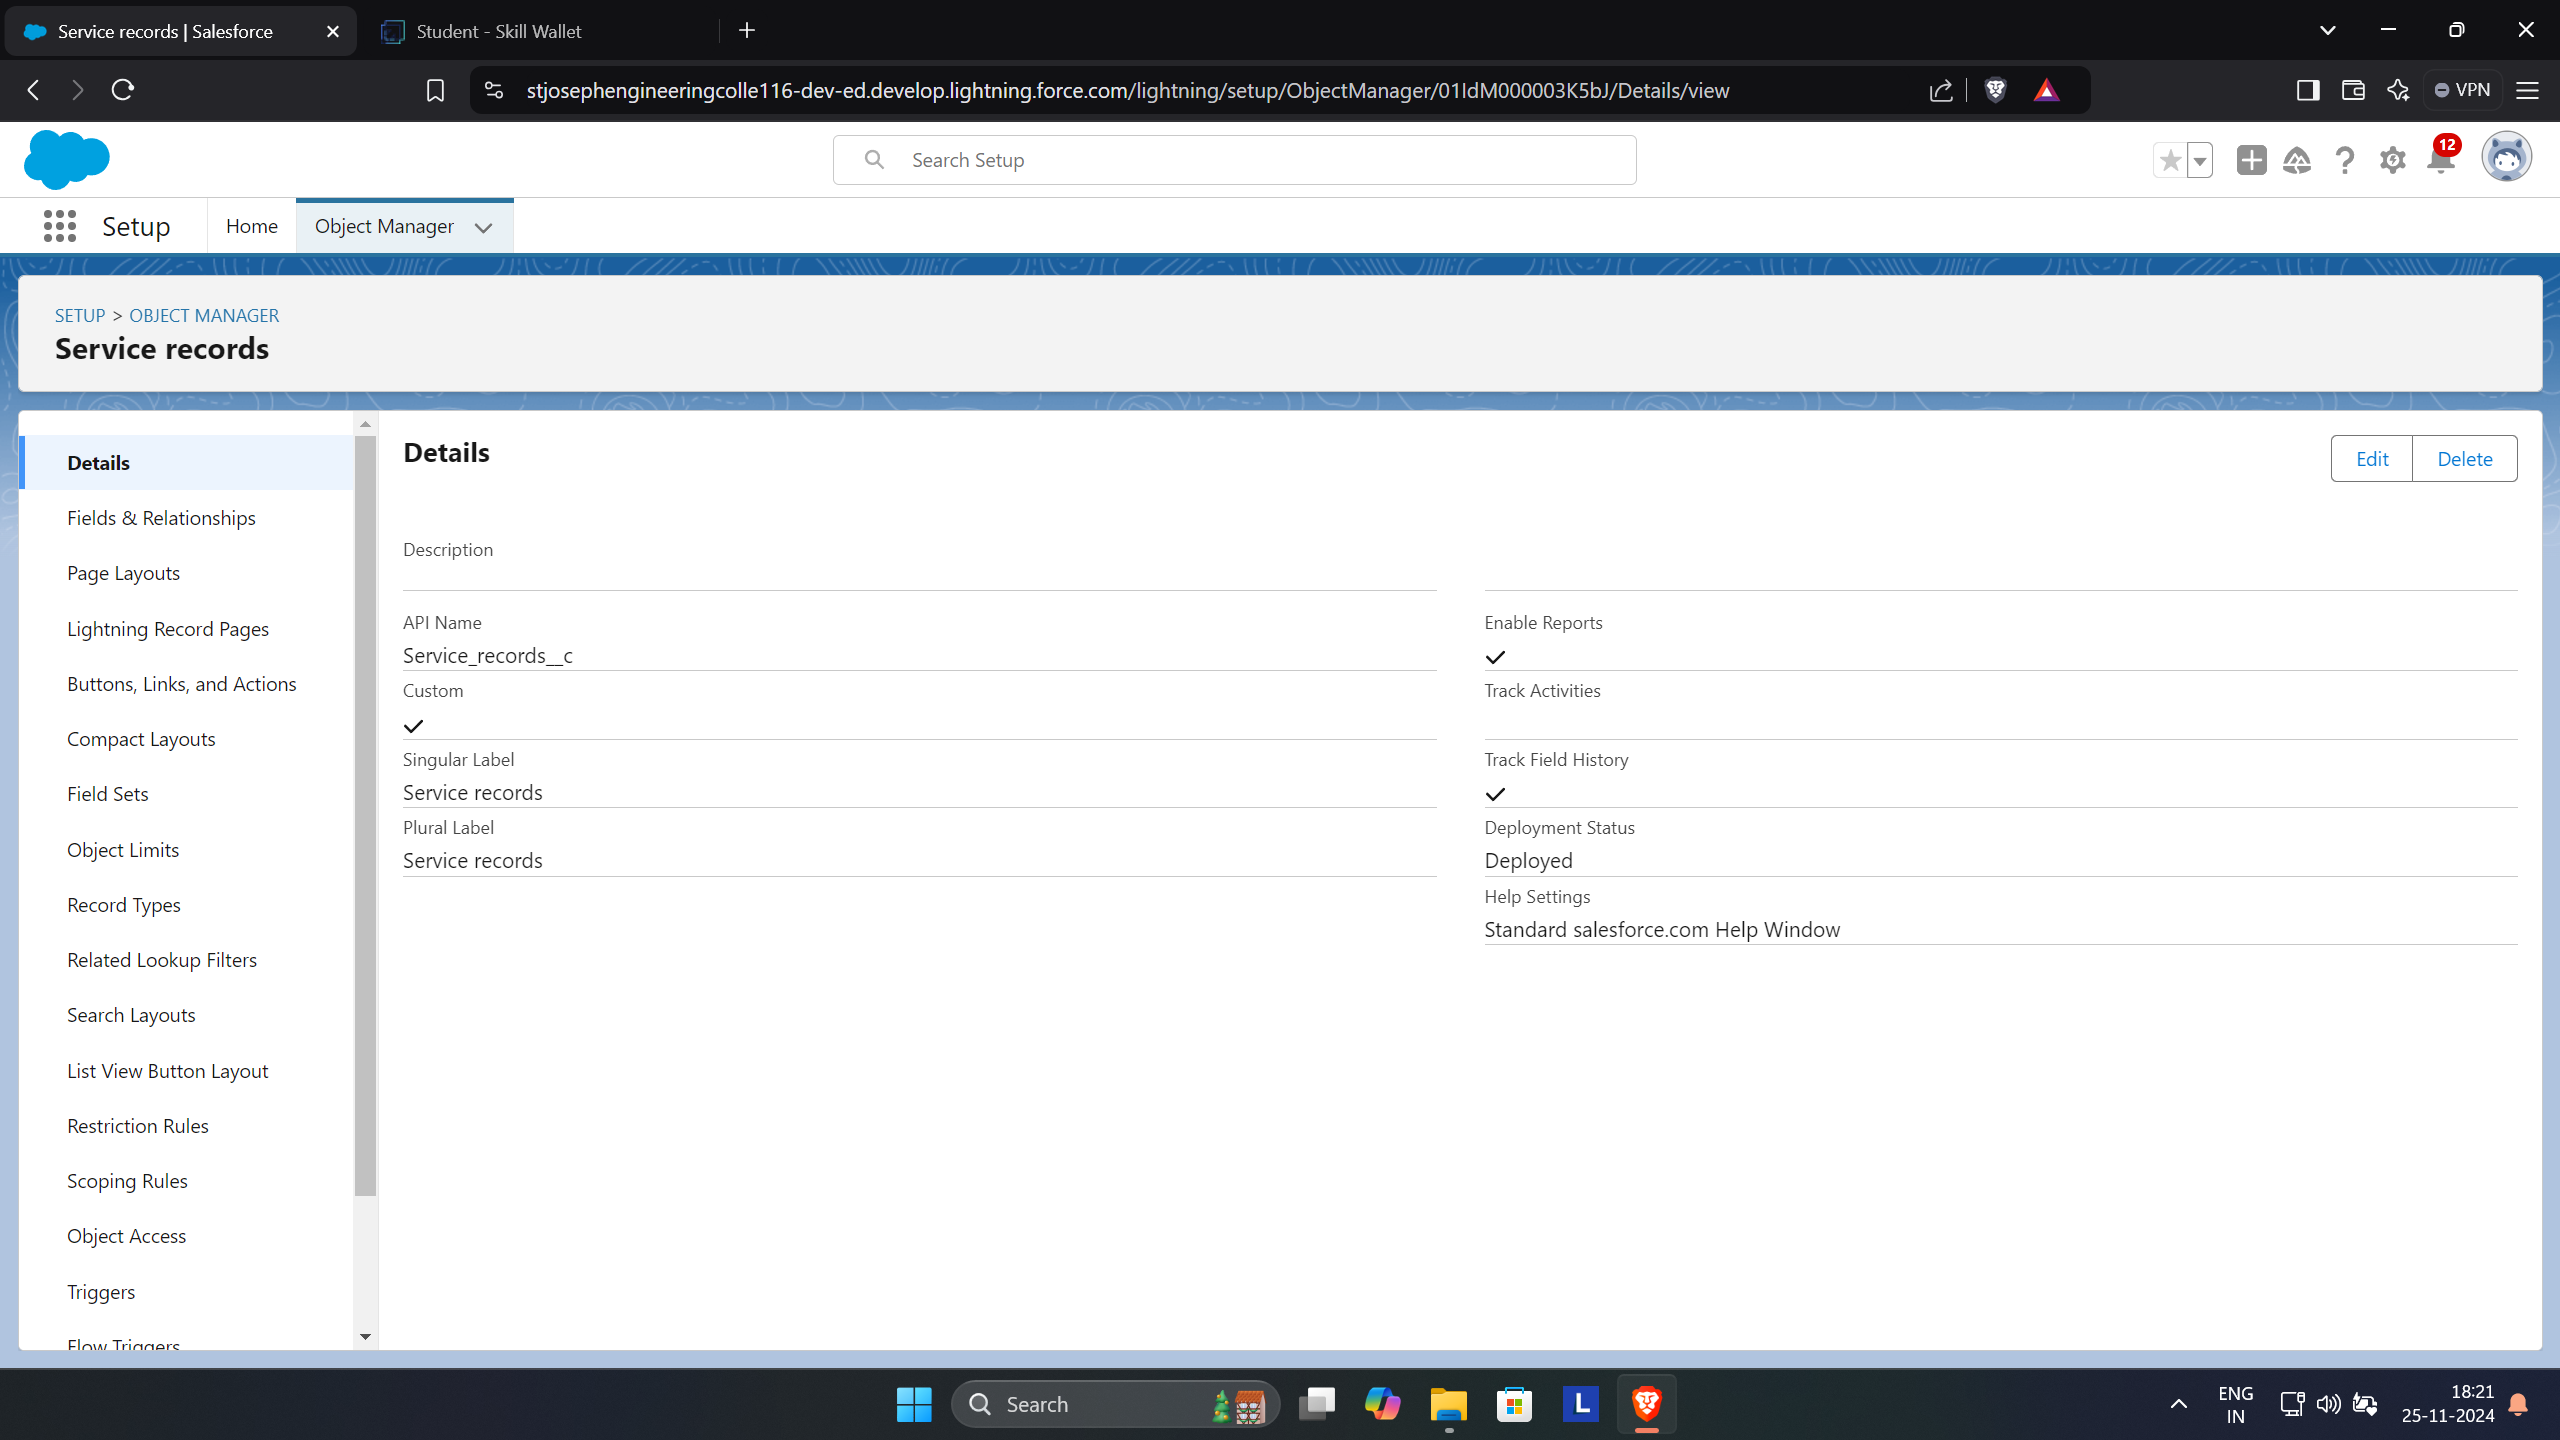 Service records | Salesforce
Student - Skill Wallet
stjosephengineeringcolle116-dev-ed.develop.lightning.force.com/lightning/setup/ObjectManager/01IdM000003K5bJ/Details/view
VPN
Search Setup
12
Setup
Home
Object Manager
SETUP > OBJECT MANAGER
Service records
Details
Fields & Relationships
Page Layouts
Lightning Record Pages
Buttons, Links, and Actions
Compact Layouts
Field Sets
Object Limits
Record Types
Related Lookup Filters
Search Layouts
List View Button Layout
Restriction Rules
Scoping Rules
Object Access
Triggers
Flow Triggers
Details
Edit
Delete
Description
API Name
Service_records__c
Custom
Singular Label
Service records
Plural Label
Service records
Enable Reports
Track Activities
Track Field History
Deployment Status
Deployed
Help Settings
Standard salesforce.com Help Window
Search
L
ENG
IN
18:21
25-11-2024